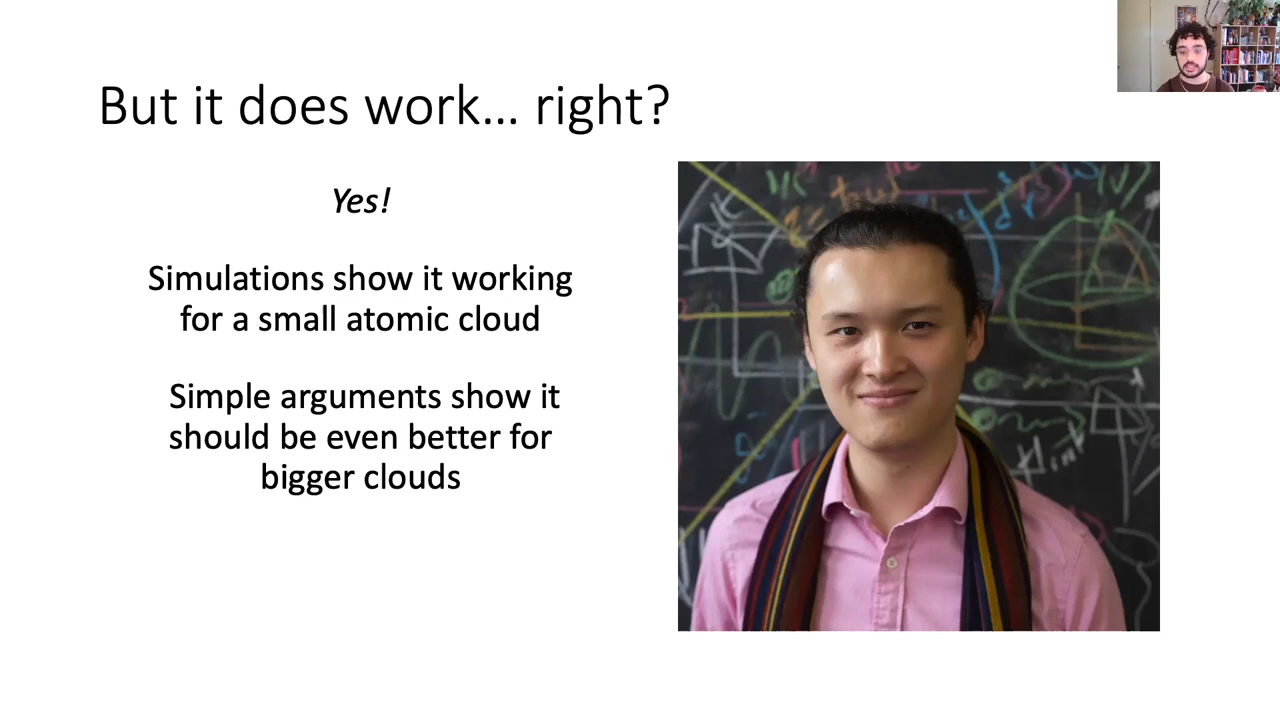 But it does work... right?
Yes!
Simulations show it working
for a small atomic cloud
Simple arguments show it
should be even better for
bigger clouds
Hint